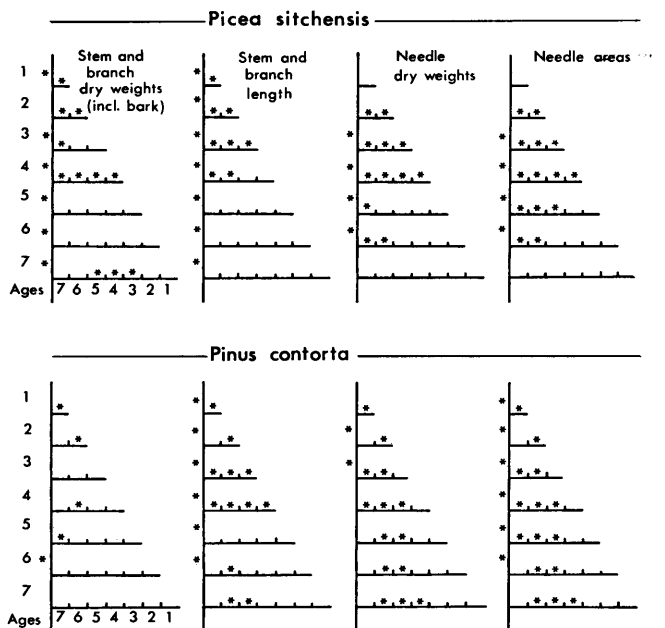 Picea sitchensis
Stem and branch dry weights (incl. bark)
Stem and branch length
Needle dry weights
Needle areas
1 *
*
2
* *
3 *
*
4 *
* * * *
5 *
6 *
7 *
* * *
Ages 7 6 5 4 3 2 1
Pinus contorta
1
*
2
*
3
4
*
5
*
6 *
7
Ages 7 6 5 4 3 2 1